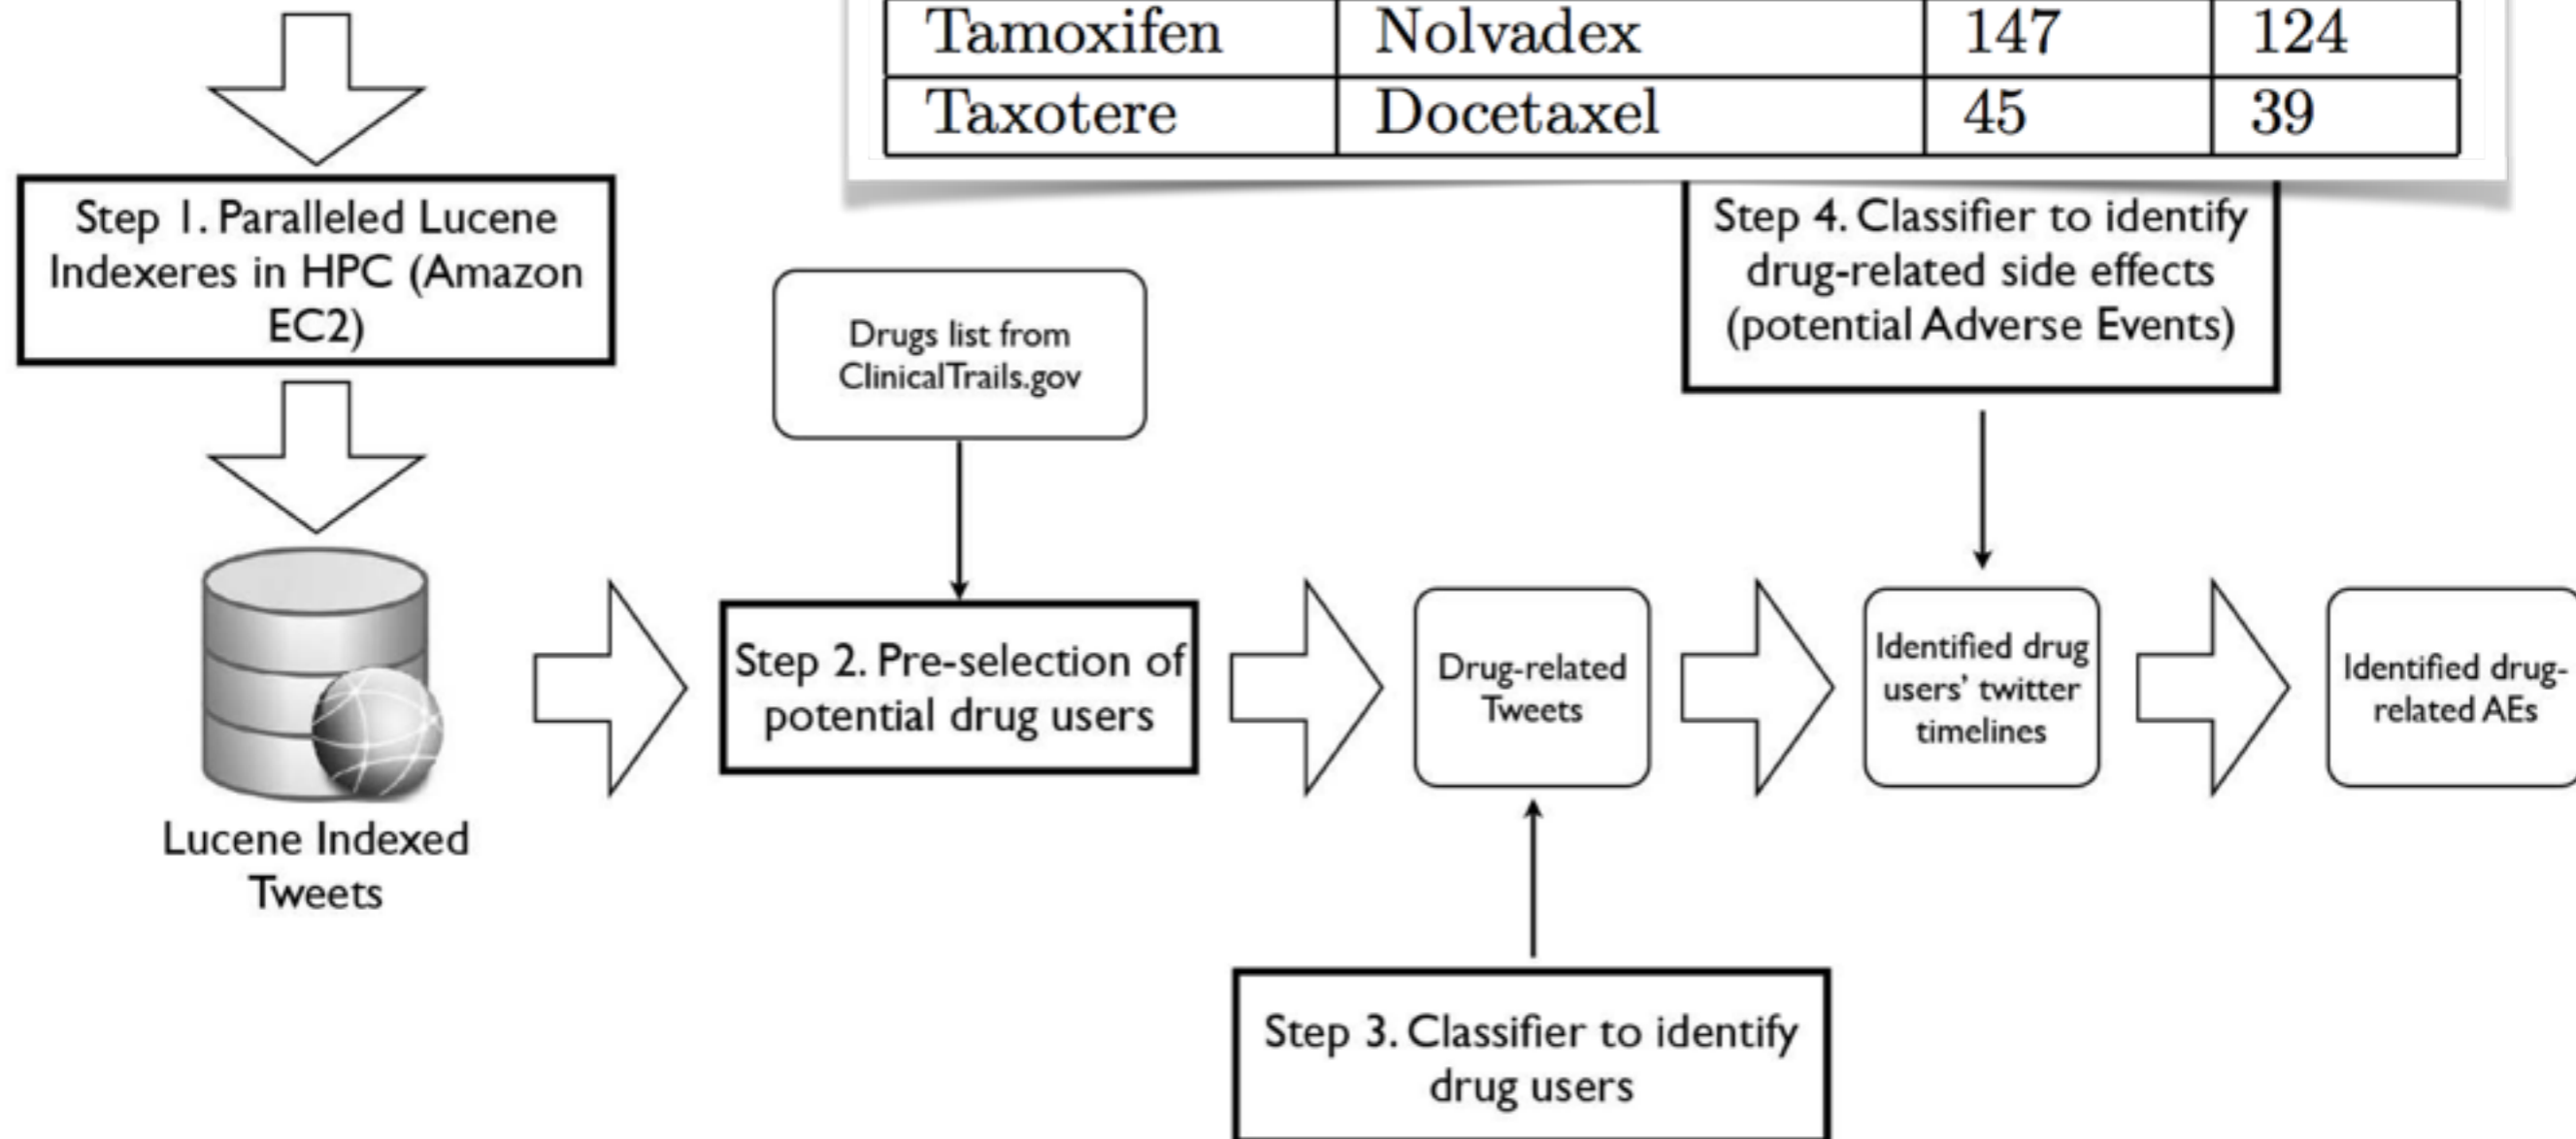 Tamoxifen Nolvadex 147 124
Taxotere Docetaxel 45 39
Step 1. Paralleled Lucene
Indexeres in HPC (Amazon
EC2)
Drugs list from
ClinicalTrails.gov
Step 4. Classifier to identify
drug-related side effects
(potential Adverse Events)
Lucene Indexed
Tweets
Step 2. Pre-selection of
potential drug users
Drug-related
Tweets
Identified drug
users' twitter
timelines
Identified drug-
related AEs
Step 3. Classifier to identify
drug users